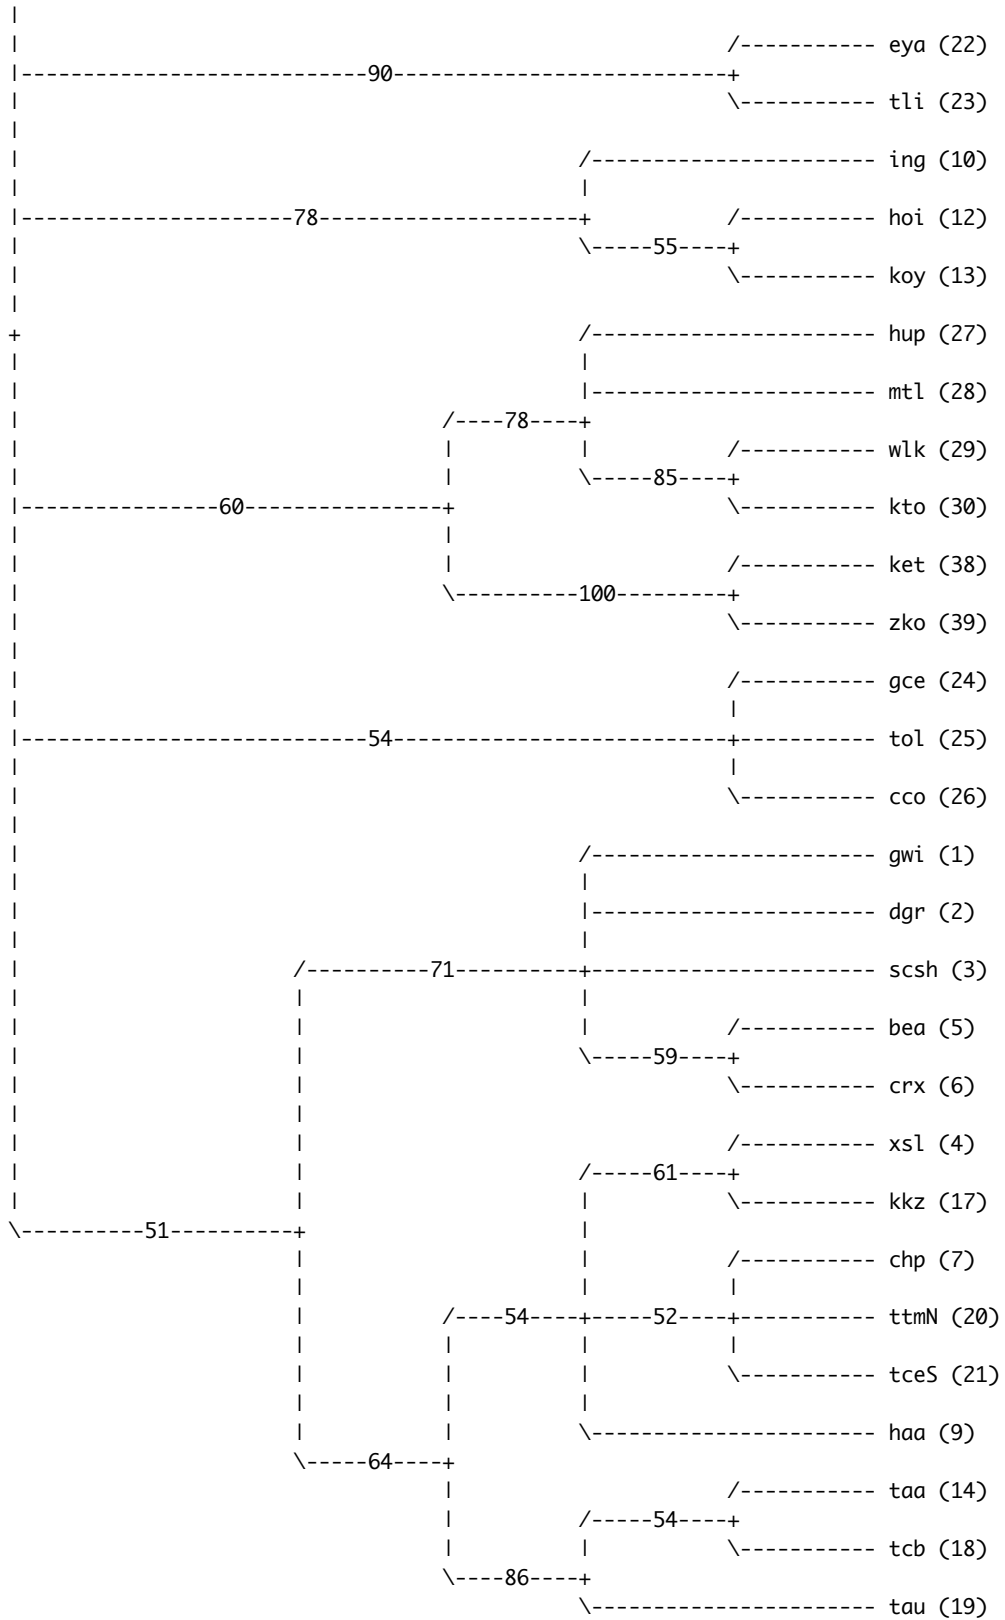 eya (22)
90
tli (23)
ing (10)
78
hoi (12)
55
koy (13)
hup (27)
mtl (28)
78
wlk (29)
85
60
kto (30)
ket (38)
100
zko (39)
gce (24)
54
tol (25)
cco (26)
gwi (1)
dgr (2)
71
scsh (3)
bea (5)
59
crx (6)
xsl (4)
61
kkz (17)
51
chp (7)
54
52
ttmN (20)
tceS (21)
haa (9)
64
taa (14)
54
tcb (18)
86
tau (19)